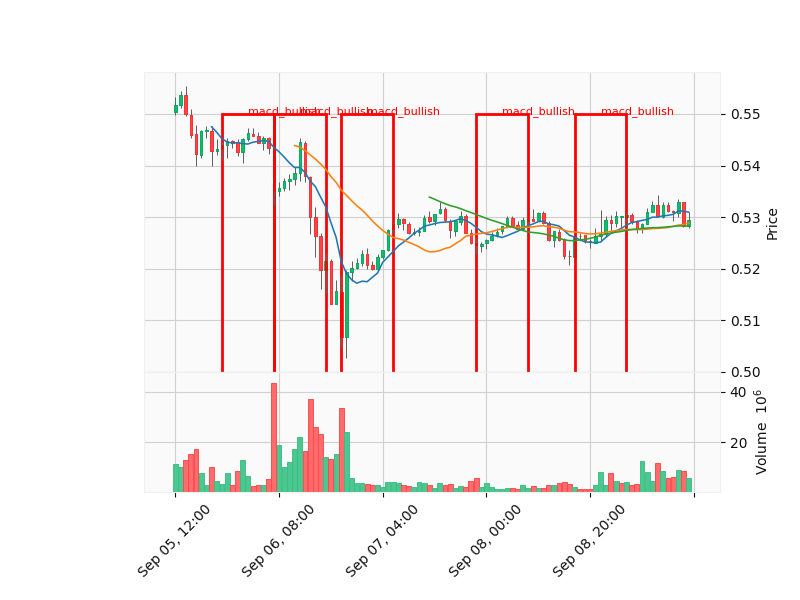 macd_bullish macd_bullish macd_bullish macd_bullish macd_bullish
0.55
0.54
0.53
0.52
0.51
0.50
Price
40
20
Volume 10⁶
Sep 05, 12:00
Sep 06, 08:00
Sep 07, 04:00
Sep 08, 00:00
Sep 08, 20:00